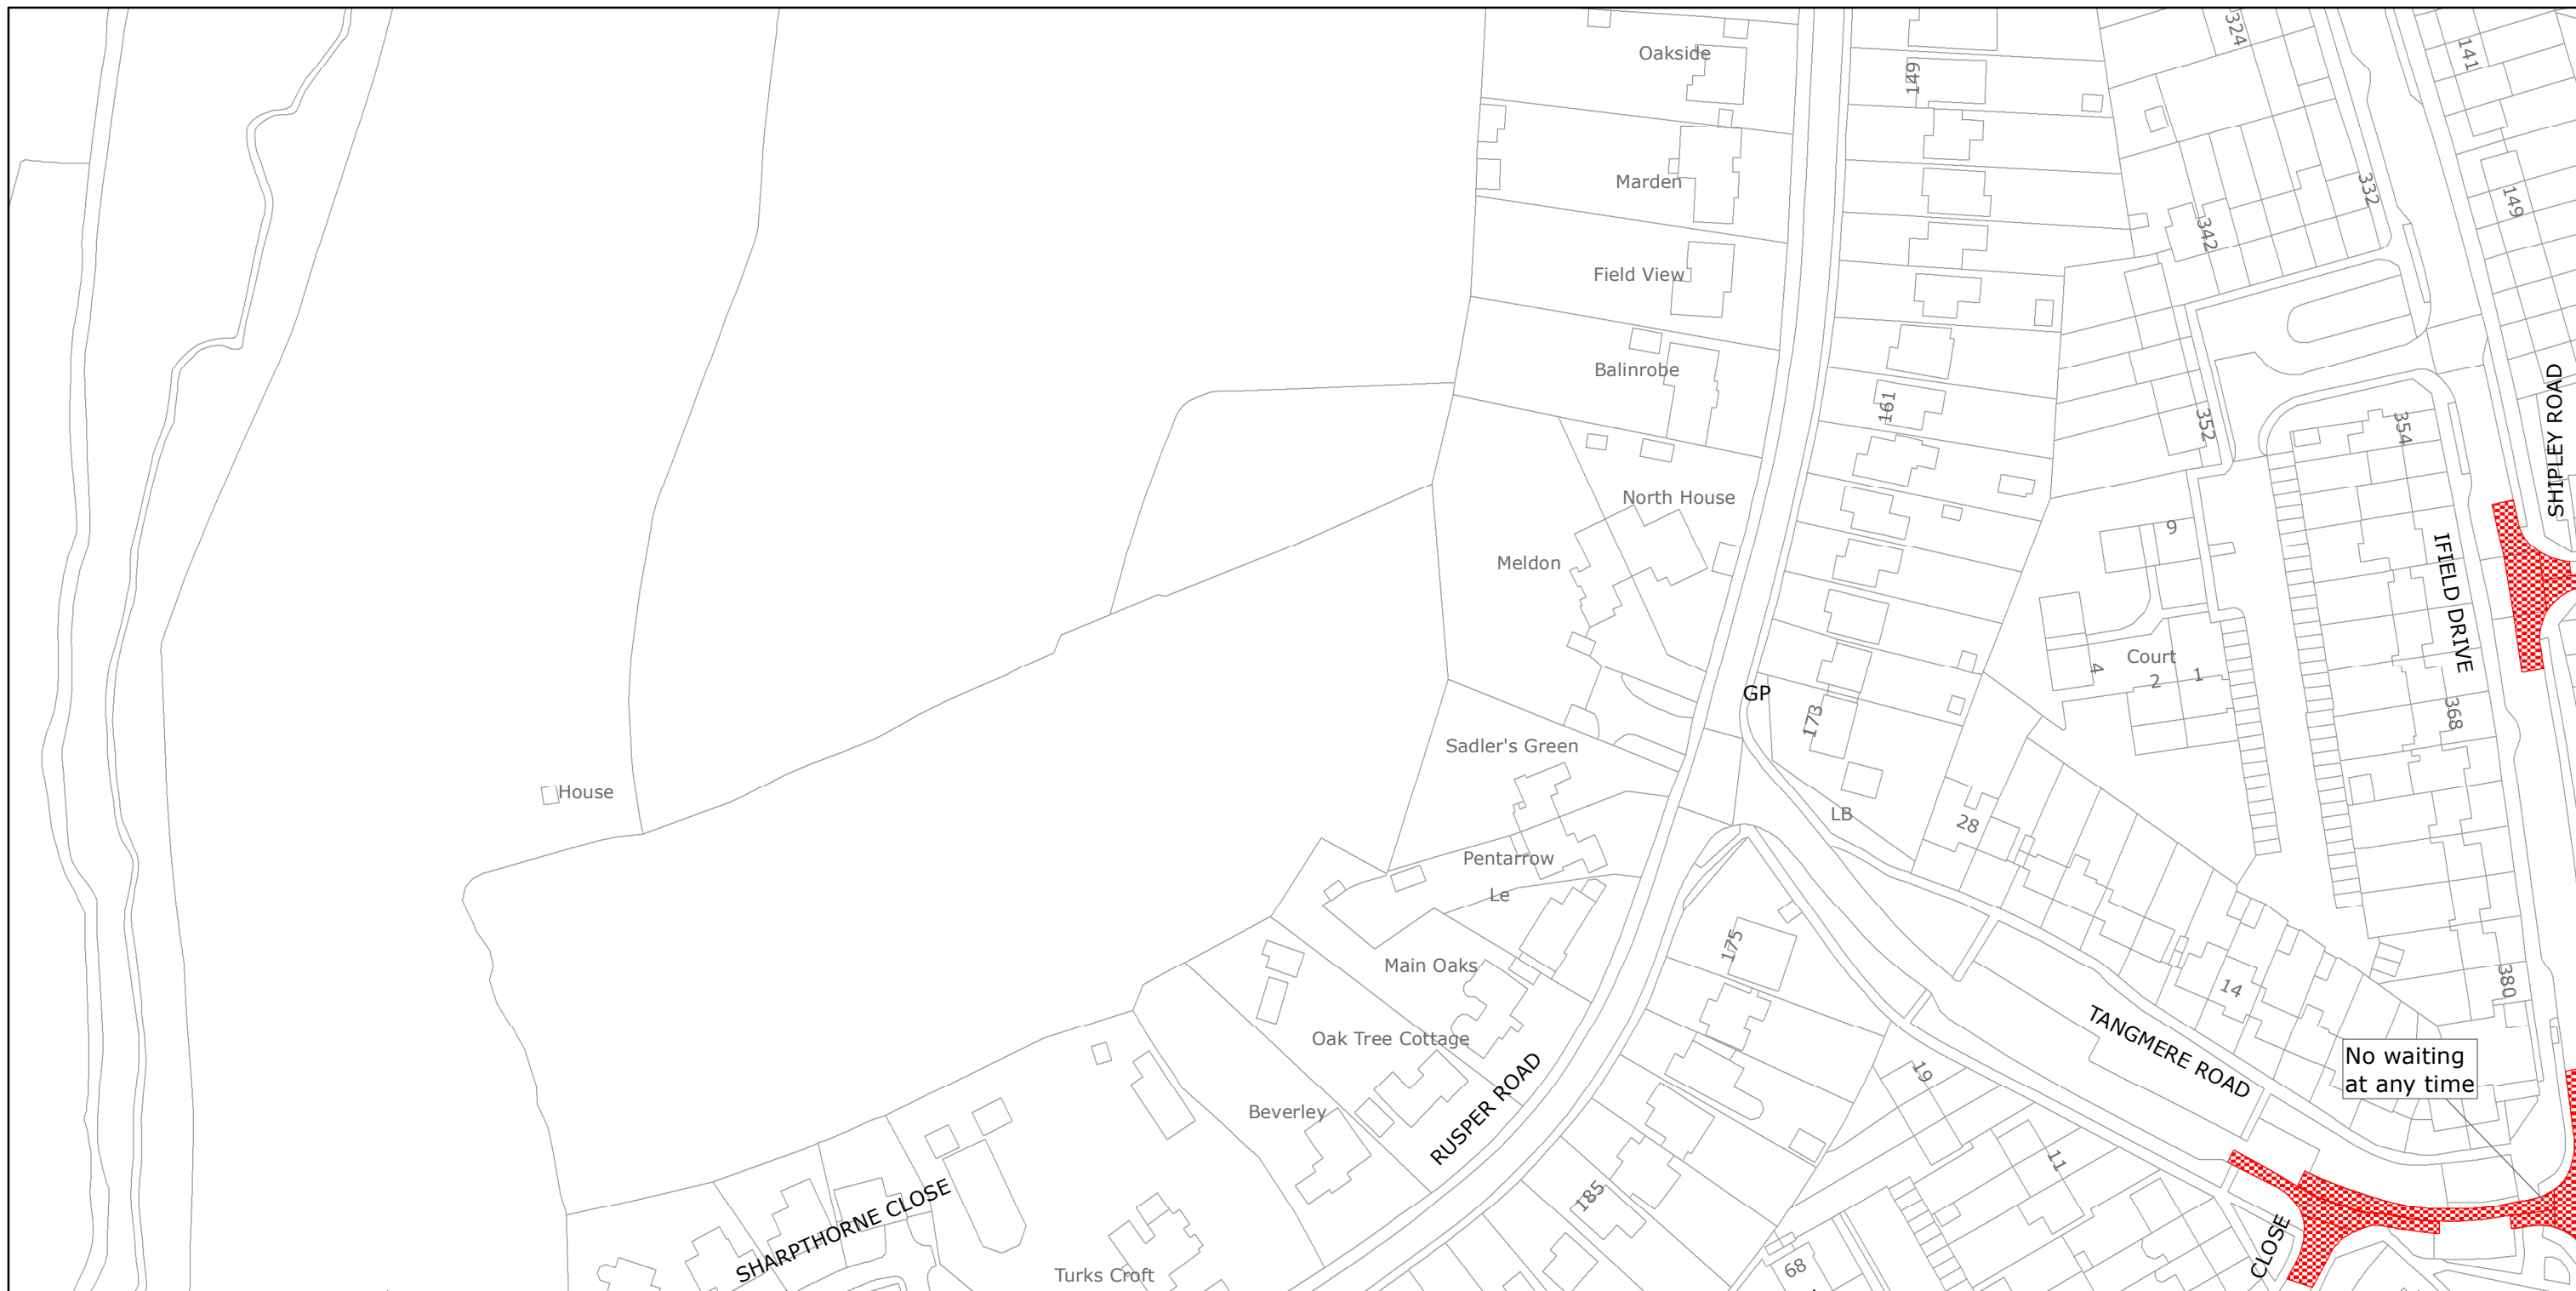 324
141
Oakside
149
Marden
332
149
342
Field View
Balinrobe
161
352
354
SHIPLEY ROAD
North House
9
Meldon
IFIELD DRIVE
Court
4
2
1
GP
173
368
Sadler's Green
House
LB
28
Pentarrow
Le
175
Main Oaks
380
14
Oak Tree Cottage
TANGMERE ROAD
No waiting
at any time
19
Beverley
RUSPER ROAD
11
185
SHARPTHORNE CLOSE
CLOSE
68
Turks Croft